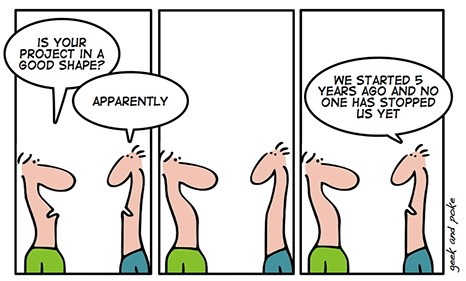 IS YOUR
PROJECT IN A
GOOD SHAPE?
APPARENTLY
WE STARTED 5
YEARS AGO AND NO
ONE HAS STOPPED
US YET
geek and poke